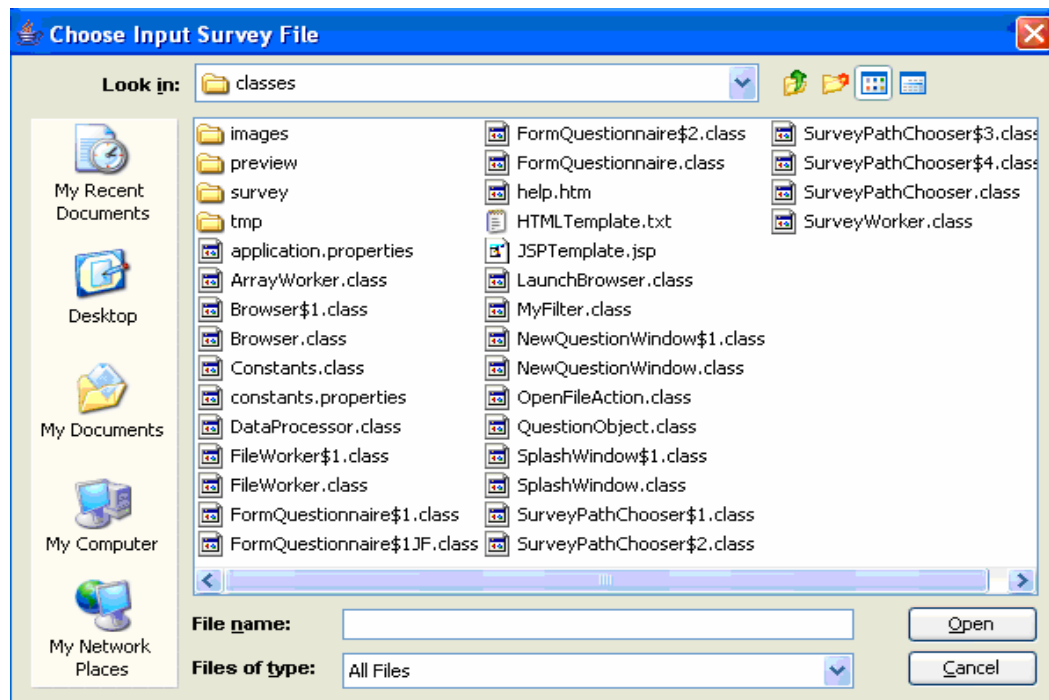 Choose Input Survey File
Look in:
classes
My Recent
Documents
Desktop
My Documents
My Computer
My Network
Places
images
preview
survey
tmp
application.properties
ArrayWorker.class
Browser$1.class
Browser.class
Constants.class
constants.properties
DataProcessor.class
FileWorker$1.class
FileWorker.class
FormQuestionnaire$1.class
FormQuestionnaire$1JF.class
FormQuestionnaire$2.class
FormQuestionnaire.class
help.htm
HTMLTemplate.txt
JSPTemplate.jsp
LaunchBrowser.class
MyFilter.class
NewQuestionWindow$1.class
NewQuestionWindow.class
OpenFileAction.class
QuestionObject.class
SplashWindow$1.class
SplashWindow.class
SurveyPathChooser$1.class
SurveyPathChooser$2.class
SurveyPathChooser$3.class
SurveyPathChooser$4.class
SurveyPathChooser.class
SurveyWorker.class
File name:
Open
Files of type:
All Files
Cancel